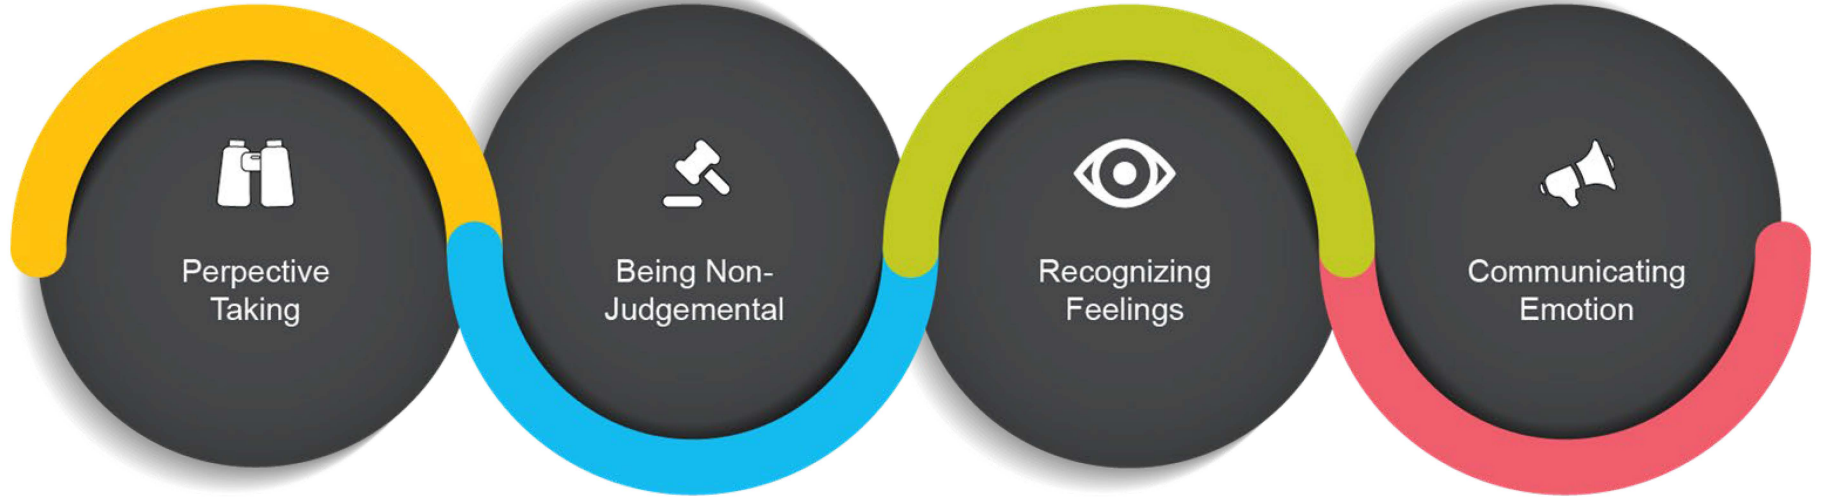 Perpective
Taking
Being Non-
Judgemental
Recognizing
Feelings
Communicating
Emotion